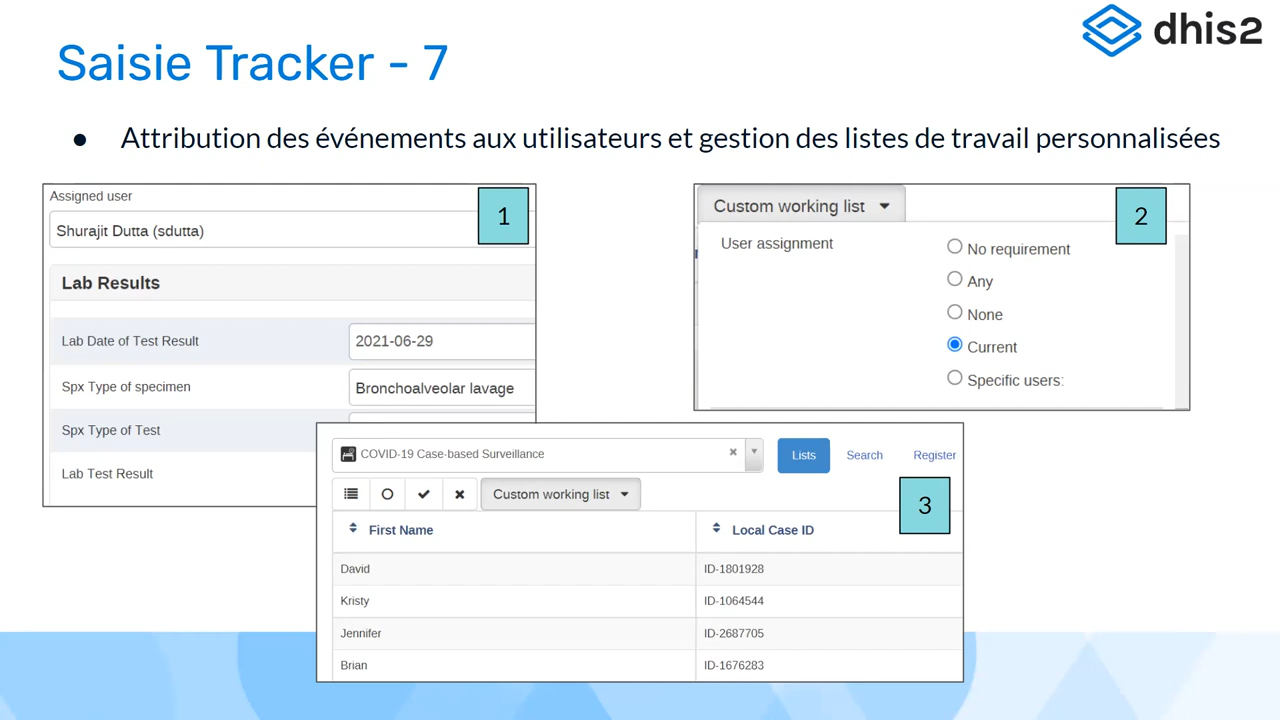 dhis2
Saisie Tracker - 7
● Attribution des événements aux utilisateurs et gestion des listes de travail personnalisées
Assigned user
1
Shurajit Dutta (sdutta)
Lab Results
Lab Date of Test Result 2021-06-29
Spx Type of specimen Bronchoalveolar lavage
Spx Type of Test
Lab Test Result
Custom working list
2
User assignment
No requirement
Any
None
Current
Specific users:
COVID-19 Case-based Surveillance Lists Search Register
Custom working list
3
First Name Local Case ID
David ID-1801928
Kristy ID-1064544
Jennifer ID-2687705
Brian ID-1676283